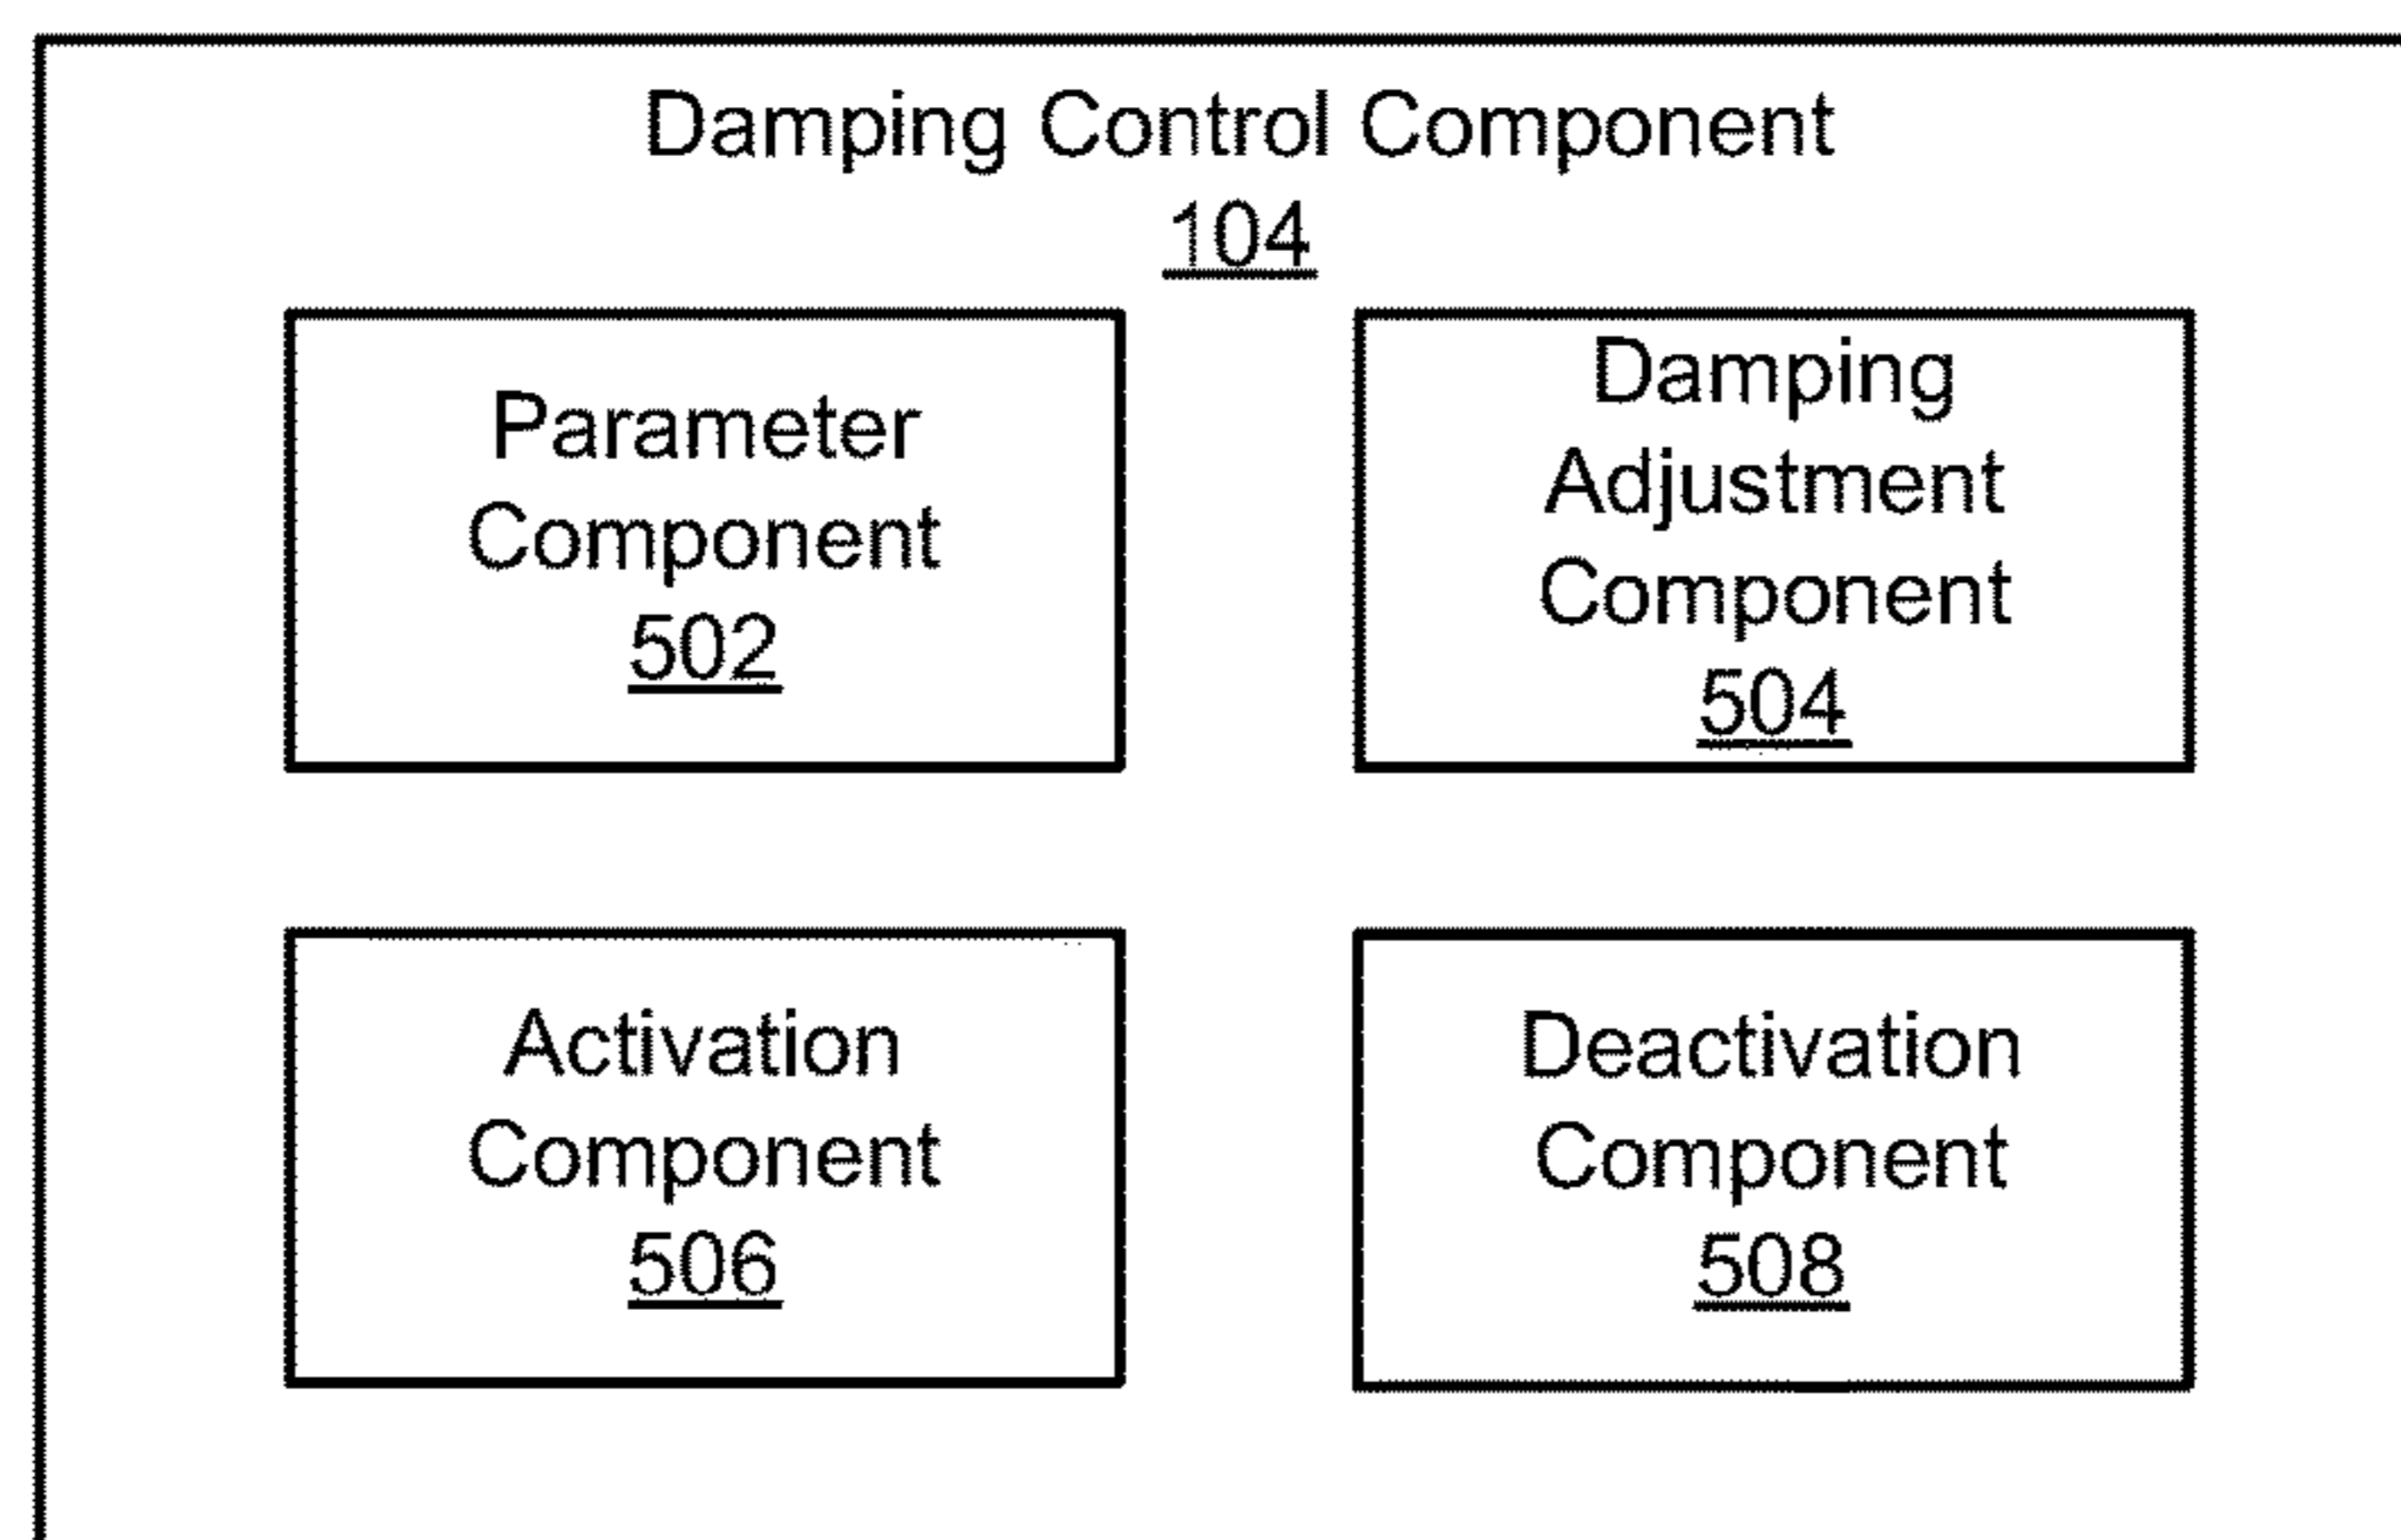 Damping Control Component
104
Parameter
Component
502
Damping
Adjustment
Component
504
Activation
Component
506
Deactivation
Component
508